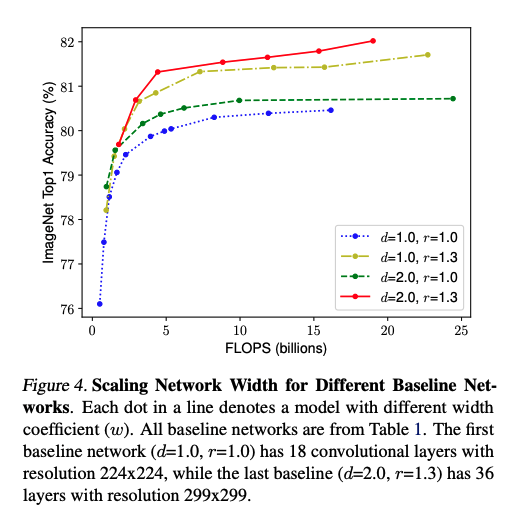 82
81
80
79
78
77
76
ImageNet Top1 Accuracy (%)
0 5 10 15 20 25
FLOPS (billions)
d=1.0, r=1.0
d=1.0, r=1.3
d=2.0, r=1.0
d=2.0, r=1.3
Figure 4. Scaling Network Width for Different Baseline Net-
works. Each dot in a line denotes a model with different width
coefficient (w). All baseline networks are from Table 1. The first
baseline network (d=1.0, r=1.0) has 18 convolutional layers with
resolution 224x224, while the last baseline (d=2.0, r=1.3) has 36
layers with resolution 299x299.